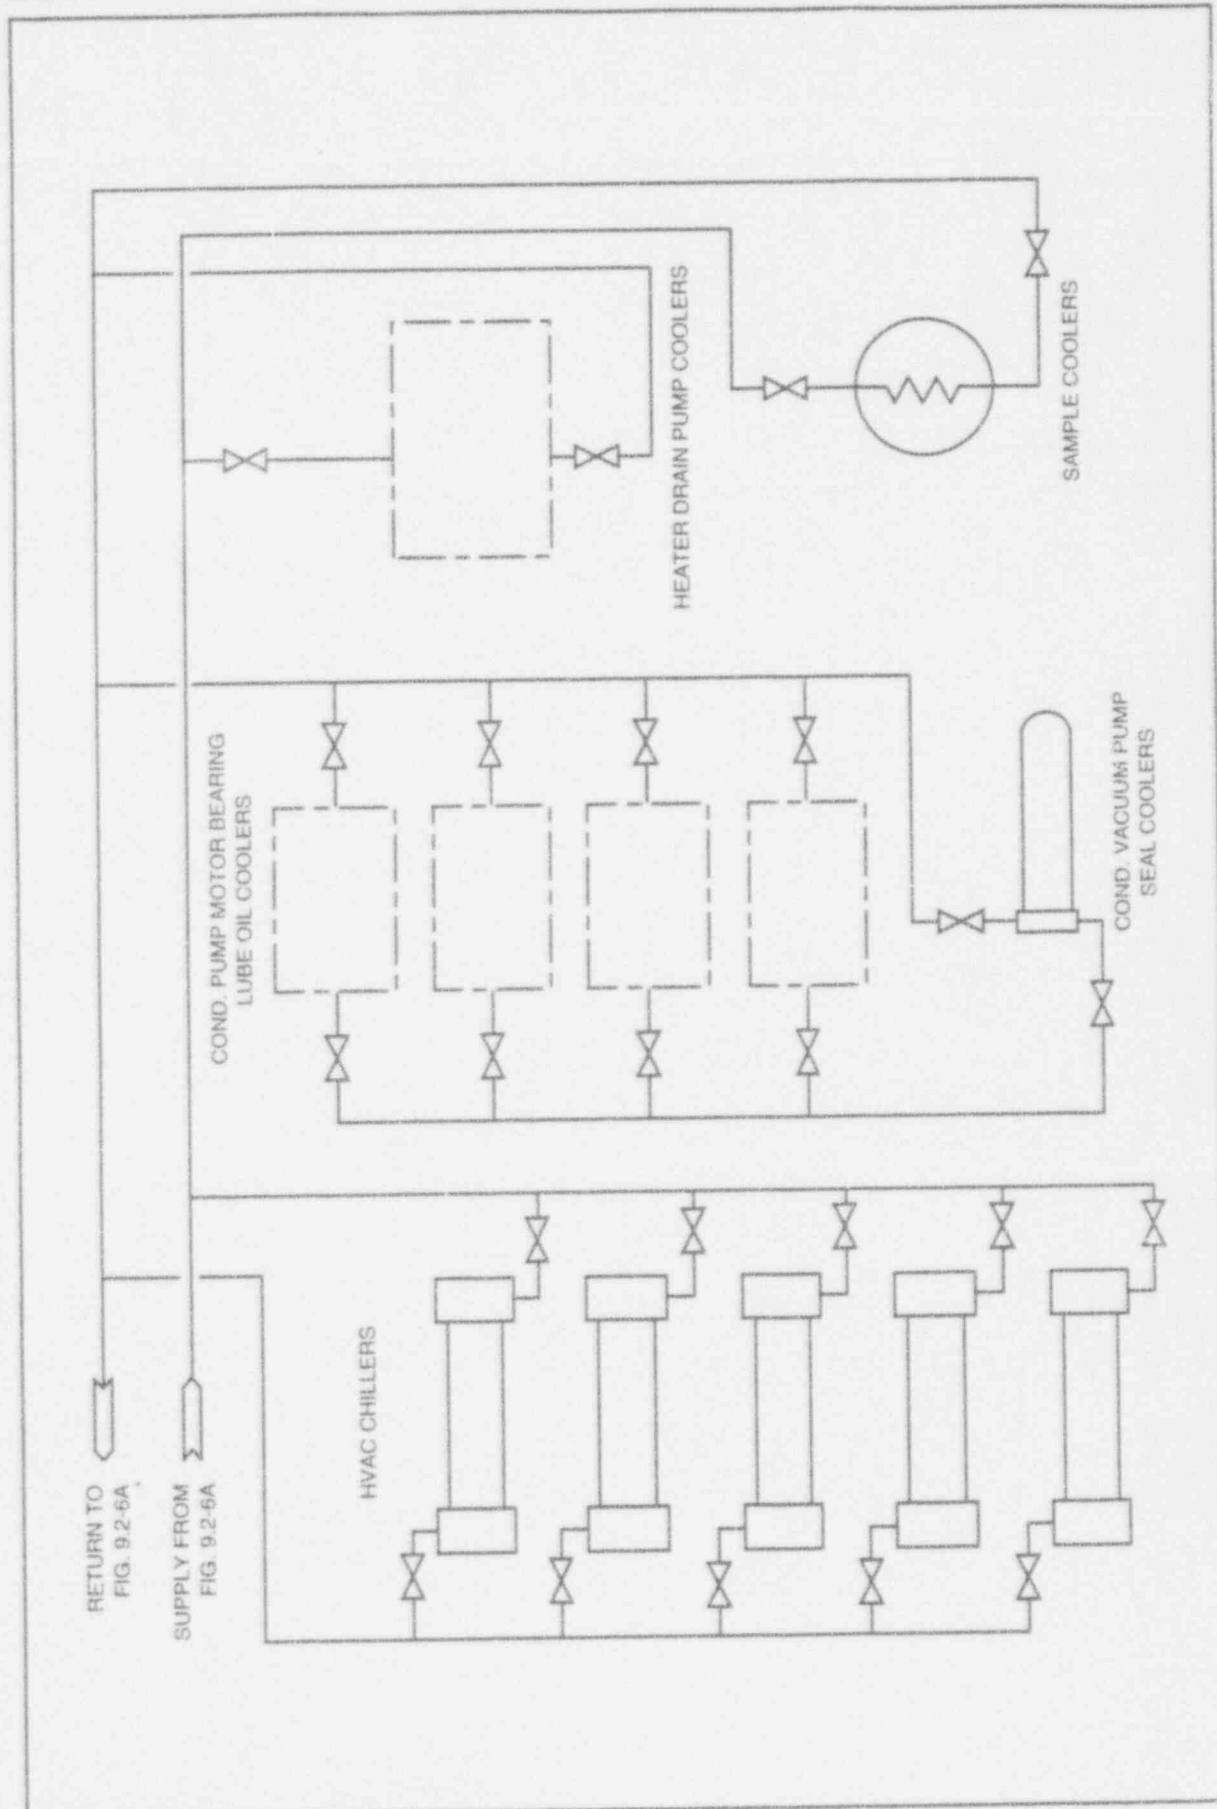 RETURN TO
FIG. 9.2-6A
SUPPLY FROM
FIG. 9.2-6A
HVAC CHILLERS
COND. PUMP MOTOR BEARING
LUBE OIL COOLERS
COND. VACUUM PUMP
SEAL COOLERS
HEATER DRAIN PUMP COOLERS
SAMPLE COOLERS